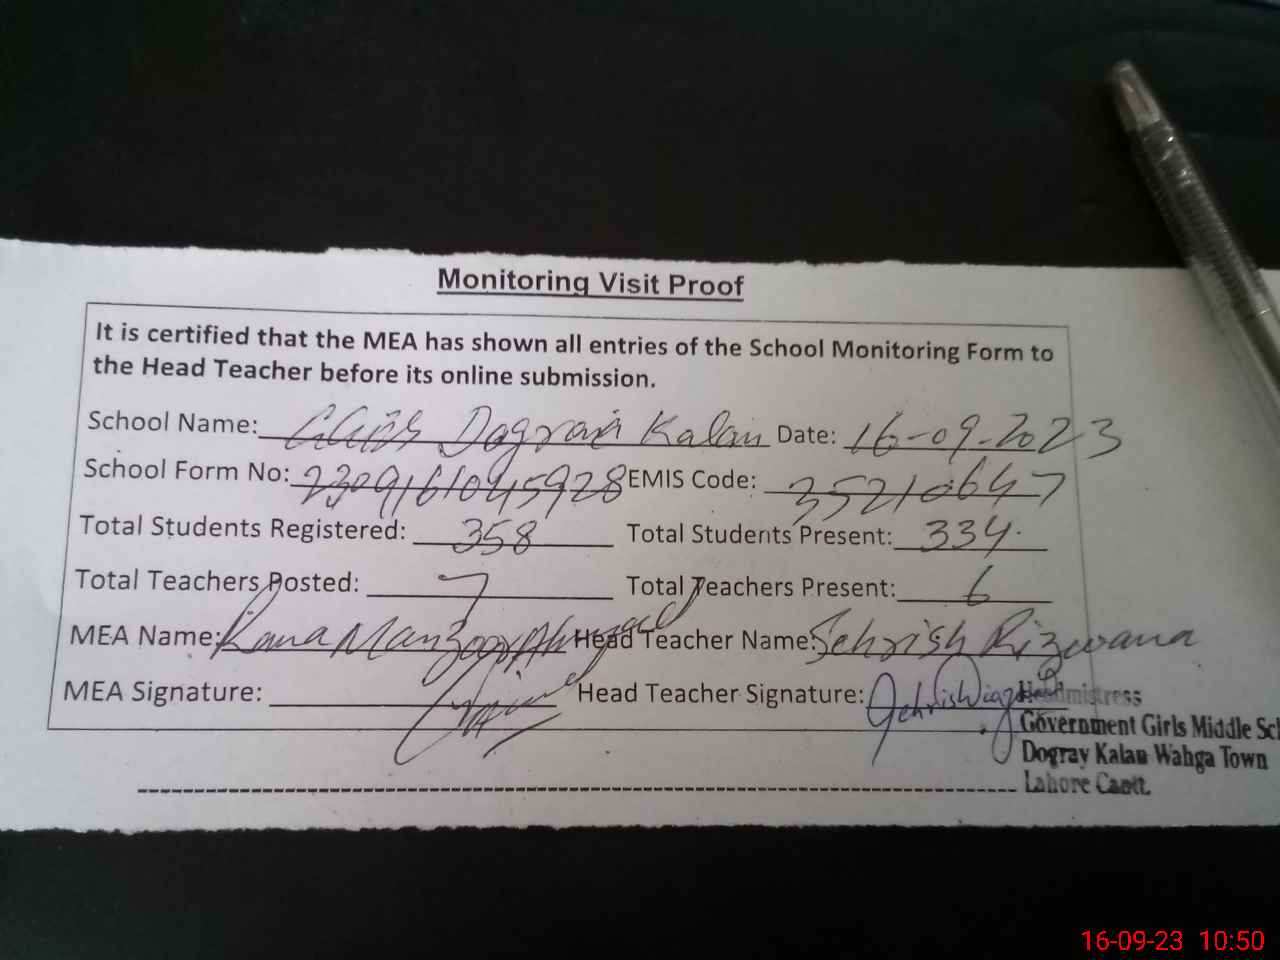 Monitoring Visit Proof
It is certified that the MEA has shown all entries of the School Monitoring Form to
the Head Teacher before its online submission.
School Name: Dograi Kalan Date: 16-09-2023
School Form No: 2309161045928 EMIS Code: 35210647
Total Students Registered: 358 Total Students Present: 334
Total Teachers Posted: 7 Total Teachers Present: 6
MEA Name: Rana Manzoor Ahmad Head Teacher Name: Sehrish Rizwana
MEA Signature: Head Teacher Signature:
Headmistress
Government Girls Middle Scl
Dogray Kalan Wahga Town
Lahore Cantt.
16-09-23 10:50